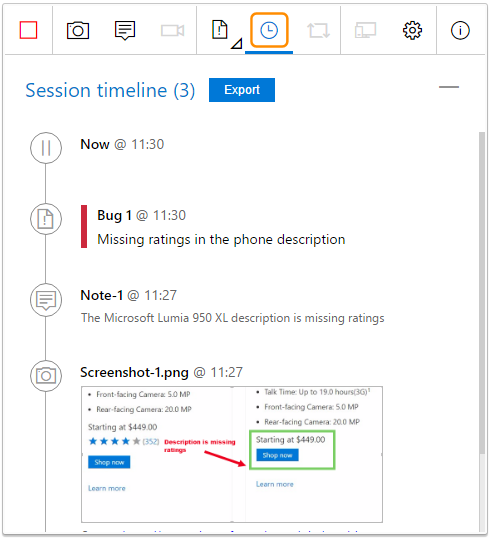 Session timeline (3)
Export
Now @ 11:30
Bug 1 @ 11:30
Missing ratings in the phone description
Note-1 @ 11:27
The Microsoft Lumia 950 XL description is missing ratings
Screenshot-1.png @ 11:27
• Front-facing Camera: 5.0 MP
• Rear-facing Camera: 20.0 MP
Starting at $449.00
(352)
Shop now
Learn more
Description is missing
ratings
• Talk Time: Up to 19.0 hours(3G)¹
• Front-facing Camera: 5.0 MP
• Rear-facing Camera: 20.0 MP
Starting at $449.00
Shop now
Learn more